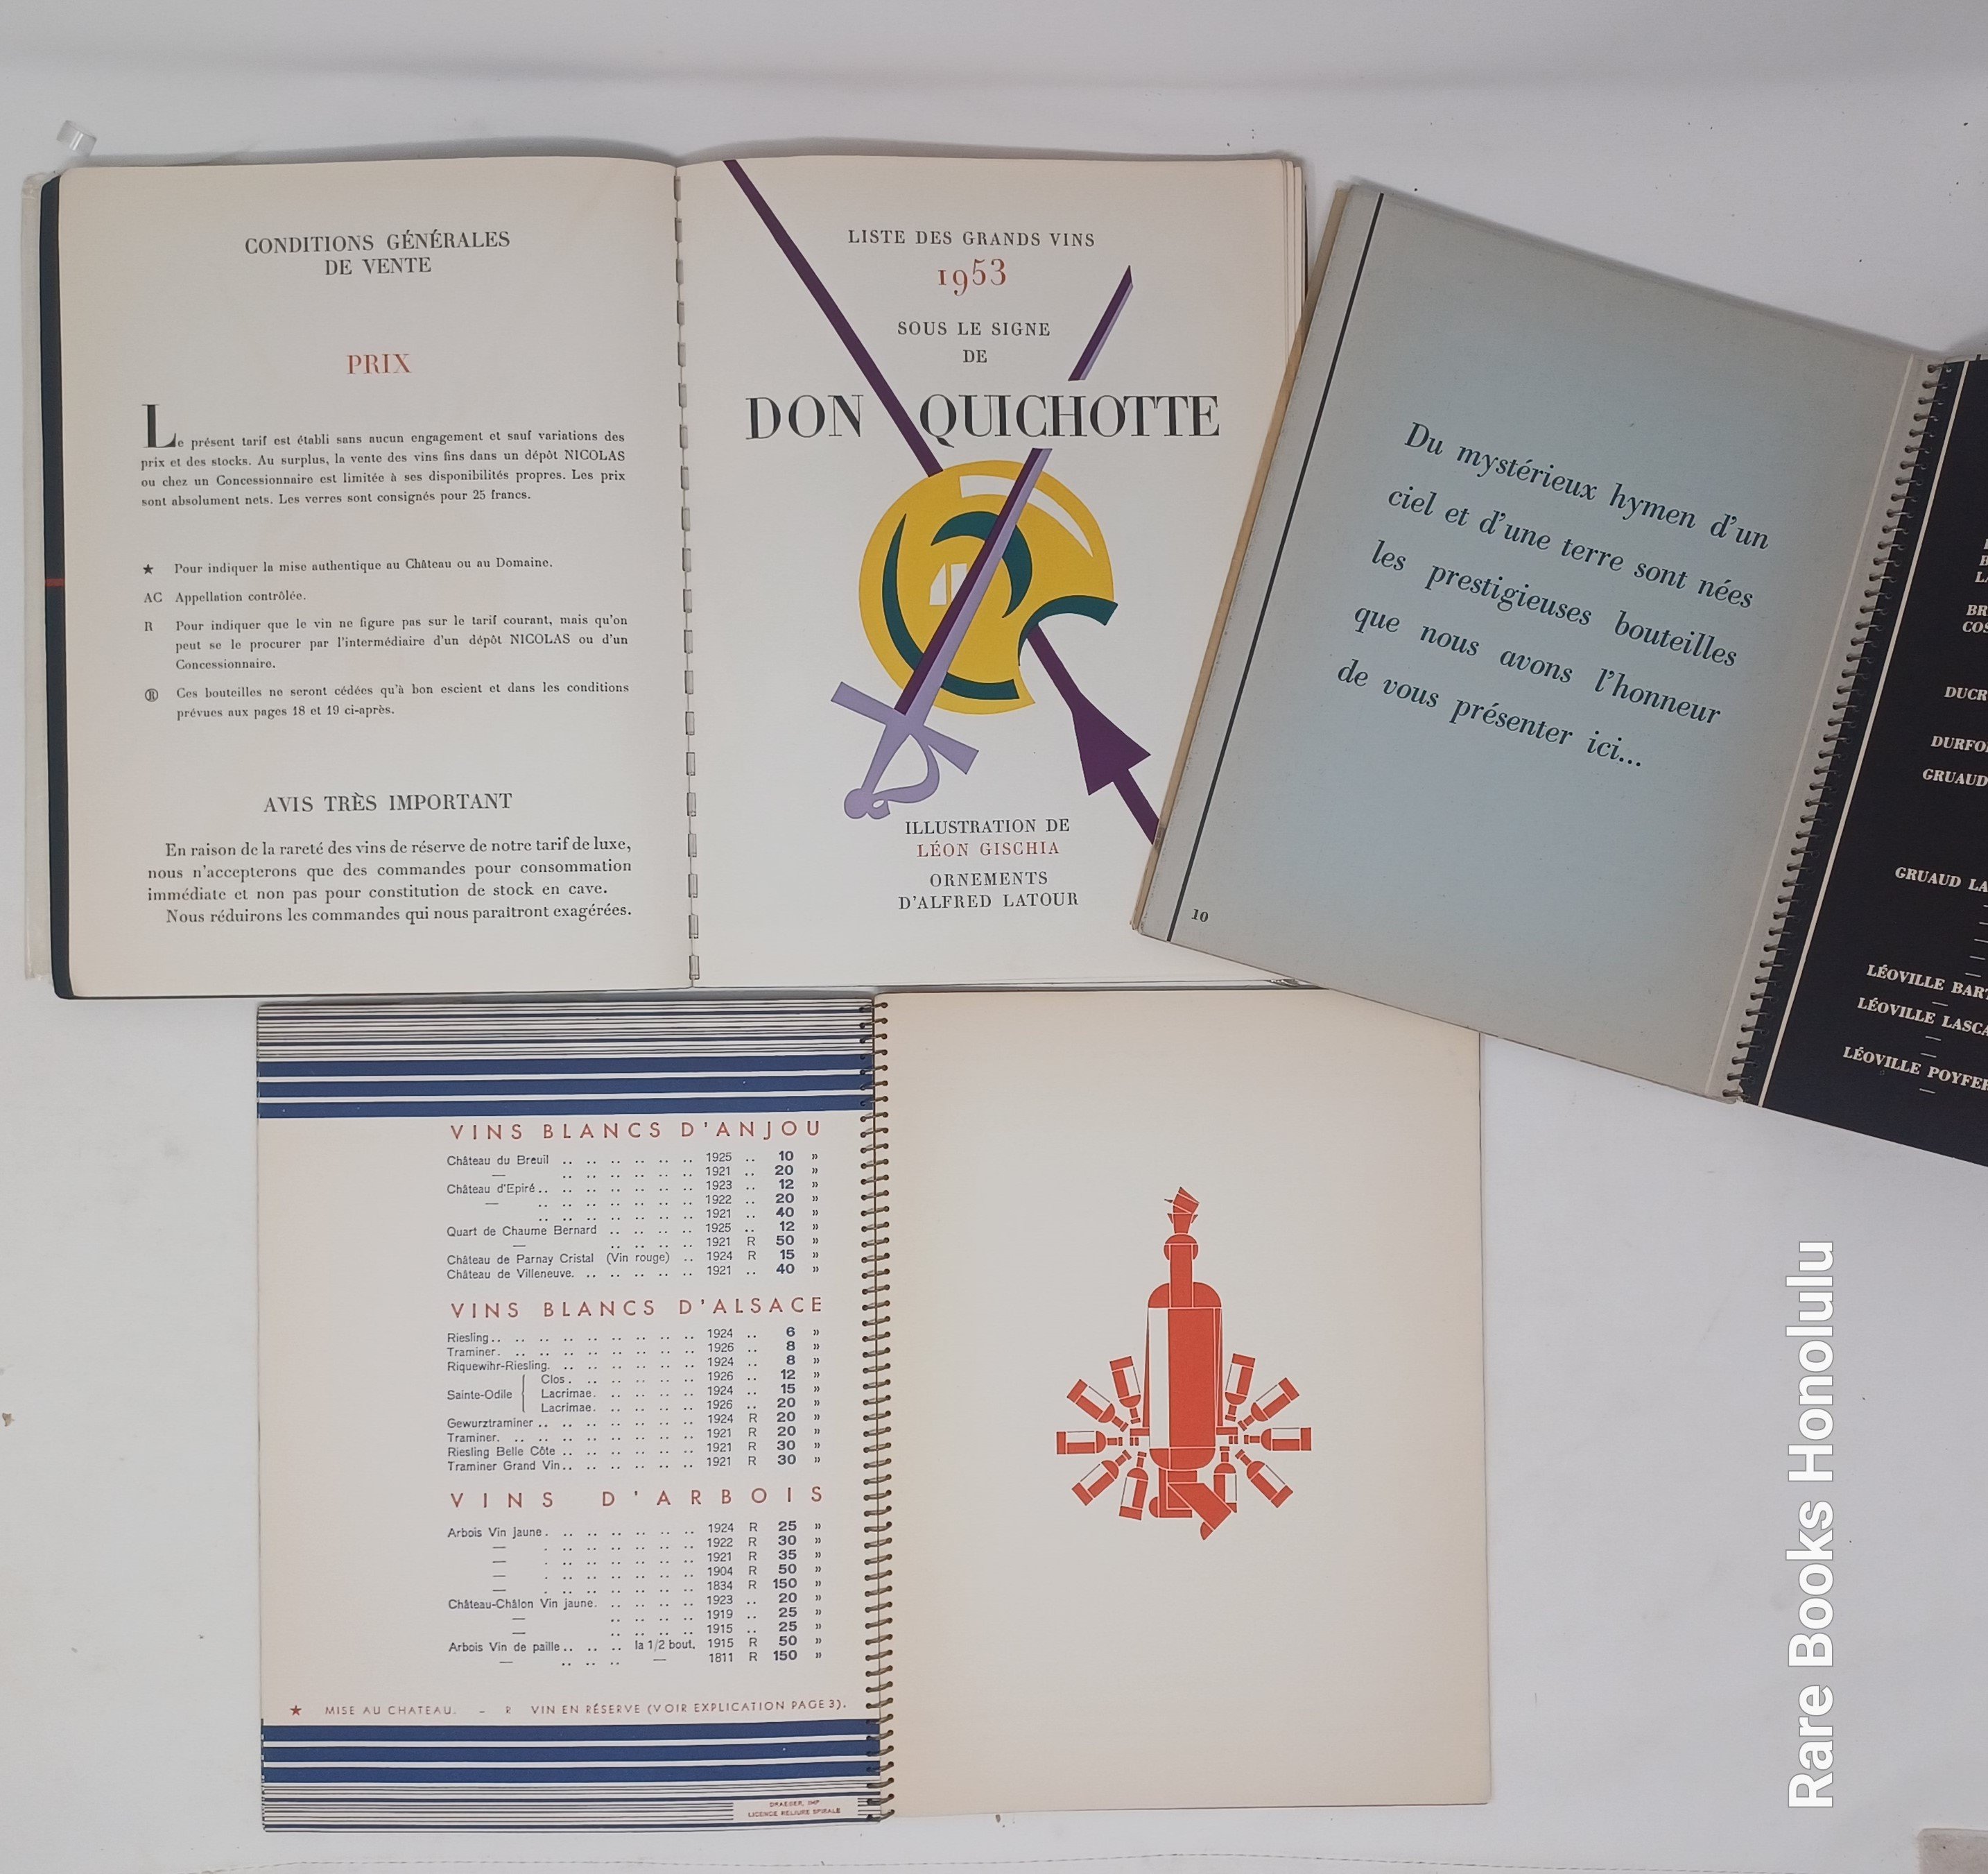 CONDITIONS GÉNÉRALES
DE VENTE
PRIX
Le présent tarif est établi sans aucun engagement et sauf variations des
prix et des stocks. Au surplus, la vente des vins fins dans un dépôt NICOLAS
ou chez un Concessionnaire est limitée à ses disponibilités propres. Les prix
sont absolument nets. Les verres sont consignés pour 25 francs.
★ Pour indiquer la mise authentique au Château ou au Domaine.
AC Appellation contrôlée.
R Pour indiquer que le vin ne figure pas sur le tarif courant, mais qu'on
peut se le procurer par l'intermédiaire d'un dépôt NICOLAS ou d'un
Concessionnaire.
Ⓡ Ces bouteilles ne seront cédées qu'à bon escient et dans les conditions
prévues aux pages 18 et 19 ci-après.
AVIS TRÈS IMPORTANT
En raison de la rareté des vins de réserve de notre tarif de luxe,
nous n'accepterons que des commandes pour consommation
immédiate et non pas pour constitution de stock en cave.
Nous réduirons les commandes qui nous paraîtront exagérées.
LISTE DES GRANDS VINS
1953
SOUS LE SIGNE
DE
DON QUICHOTTE
ILLUSTRATION DE
LÉON GISCHIA
ORNEMENTS
D'ALFRED LATOUR
Du mystérieux hymen d'un
ciel et d'une terre sont nées
les prestigieuses bouteilles
que nous avons l'honneur
de vous présenter ici...
10
GRUAUD
GRUAUD LA
LÉOVILLE BART
—
LÉOVILLE LASCA
—
—
LÉOVILLE POYFE
—
VINS BLANCS D'ANJOU
Château du Breuil .. .. .. .. .. .. 1925 .. 10 »
— .. .. .. .. .. .. 1921 .. 20 »
Château d'Epiré .. .. .. .. .. .. .. 1923 .. 12 »
— .. .. .. .. .. .. .. 1922 .. 20 »
.. .. .. .. .. .. .. 1921 .. 40 »
Quart de Chaume Bernard .. .. .. .. 1925 .. 12 »
— .. .. .. .. 1921 R 50 »
Château de Parnay Cristal (Vin rouge) .. 1924 R 15 »
Château de Villeneuve. .. .. .. .. .. 1921 .. 40 »
VINS BLANCS D'ALSACE
Riesling .. .. .. .. .. .. .. .. .. 1924 .. 6 »
Traminer. .. .. .. .. .. .. .. .. 1926 .. 8 »
Riquewihr-Riesling. .. .. .. .. .. .. 1924 .. 8 »
Clos. .. .. .. .. .. 1926 .. 12 »
Sainte-Odile { Lacrimae. .. .. .. .. 1924 .. 15 »
Lacrimae. .. .. .. .. 1926 .. 20 »
Gewurztraminer .. .. .. .. .. .. .. 1924 R 20 »
Traminer. .. .. .. .. .. .. .. .. 1921 R 20 »
Riesling Belle Côte .. .. .. .. .. .. 1921 R 30 »
Traminer Grand Vin .. .. .. .. .. .. 1921 R 30 »
VINS D'ARBOIS
Arbois Vin jaune. .. .. .. .. .. .. 1924 R 25 »
— . .. .. .. .. .. .. 1922 R 30 »
— . .. .. .. .. .. .. 1921 R 35 »
— . .. .. .. .. .. .. 1904 R 50 »
— . .. .. .. .. .. .. 1834 R 150 »
Château-Châlon Vin jaune. .. .. .. .. 1923 .. 20 »
— .. .. .. .. 1919 .. 25 »
— .. .. .. .. 1915 .. 25 »
Arbois Vin de paille .. .. .. la 1/2 bout. 1915 R 50 »
— .. .. .. — 1811 R 150 »
★ MISE AU CHATEAU. – R VIN EN RÉSERVE (VOIR EXPLICATION PAGE 3).
DRAEGER, IMP
LICENCE RELIURE SPIRALE
Rare Books Honolulu